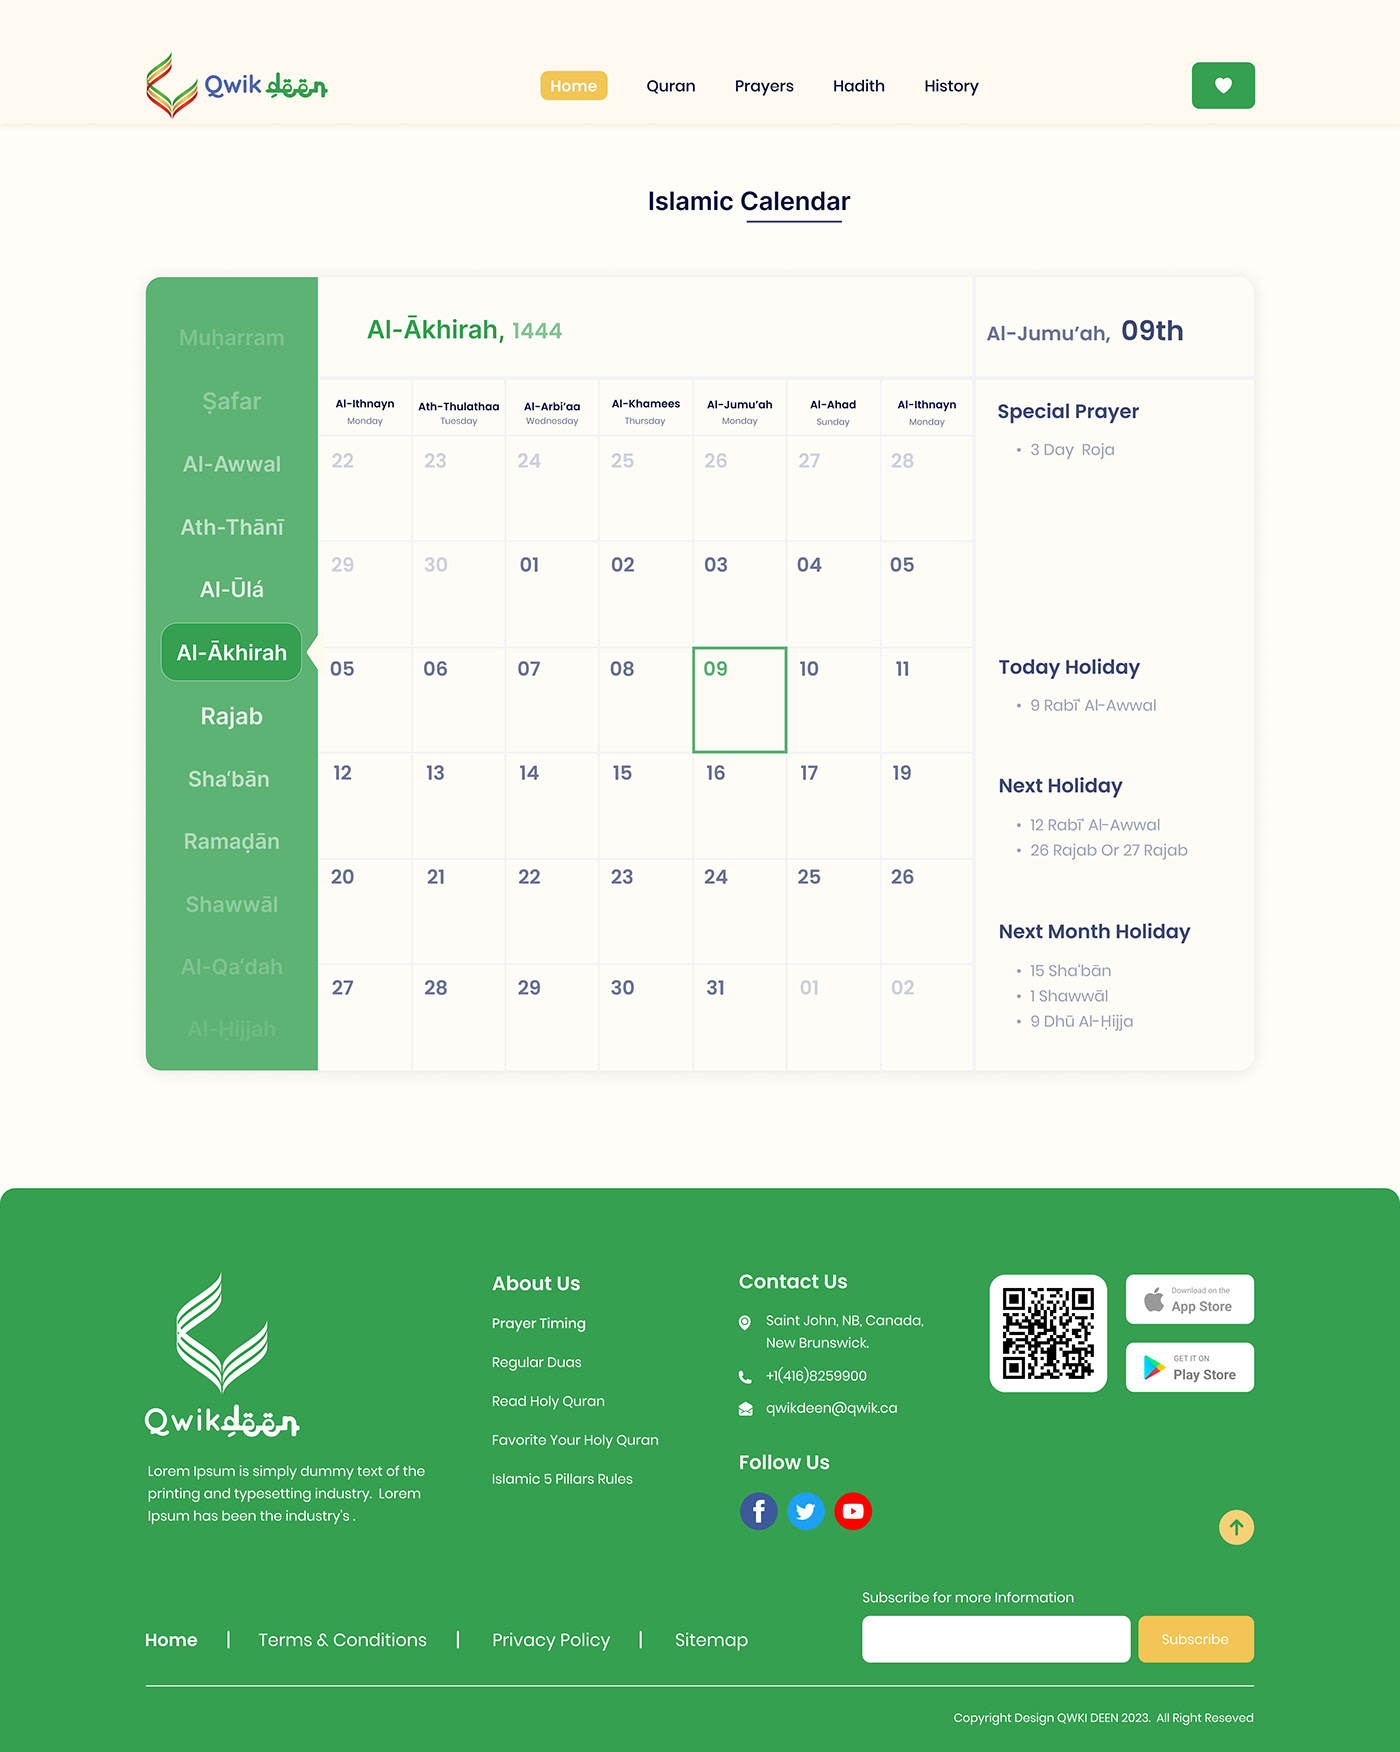 Qwik deen
Home
Quran
Prayers
Hadith
History
Islamic Calendar
Muḥarram
Ṣafar
Al-Awwal
Ath-Thānī
Al-Ūlá
Al-Ākhirah
Rajab
Sha‘bān
Ramaḍān
Shawwāl
Al-Qa‘dah
Al-Ḥijjah
Al-Ākhirah, 1444
Al-Ithnayn Ath-Thulathaa Al-Arbi’aa Al-Khamees Al-Jumu’ah Al-Ahad Al-Ithnayn
Monday Tuesday Wednesday Thursday Monday Sunday Monday
22 23 24 25 26 27 28
29 30 01 02 03 04 05
05 06 07 08 09 10 11
12 13 14 15 16 17 19
20 21 22 23 24 25 26
27 28 29 30 31 01 02
Al-Jumu’ah, 09th
Special Prayer
• 3 Day Roja
Today Holiday
• 9 Rabī' Al-Awwal
Next Holiday
• 12 Rabī' Al-Awwal
• 26 Rajab Or 27 Rajab
Next Month Holiday
• 15 Sha'bān
• 1 Shawwāl
• 9 Dhū Al-Ḥijja
Qwikdëën
Lorem Ipsum is simply dummy text of the
printing and typesetting industry. Lorem
Ipsum has been the industry's .
About Us
Prayer Timing
Regular Duas
Read Holy Quran
Favorite Your Holy Quran
Islamic 5 Pillars Rules
Contact Us
Saint John, NB, Canada,
New Brunswick.
+1(416)8259900
qwikdeen@qwik.ca
Follow Us
Download on the
App Store
GET IT ON
Play Store
Home | Terms & Conditions | Privacy Policy | Sitemap
Subscribe for more Information
Subscribe
Copyright Design QWKI DEEN 2023. All Right Reseved